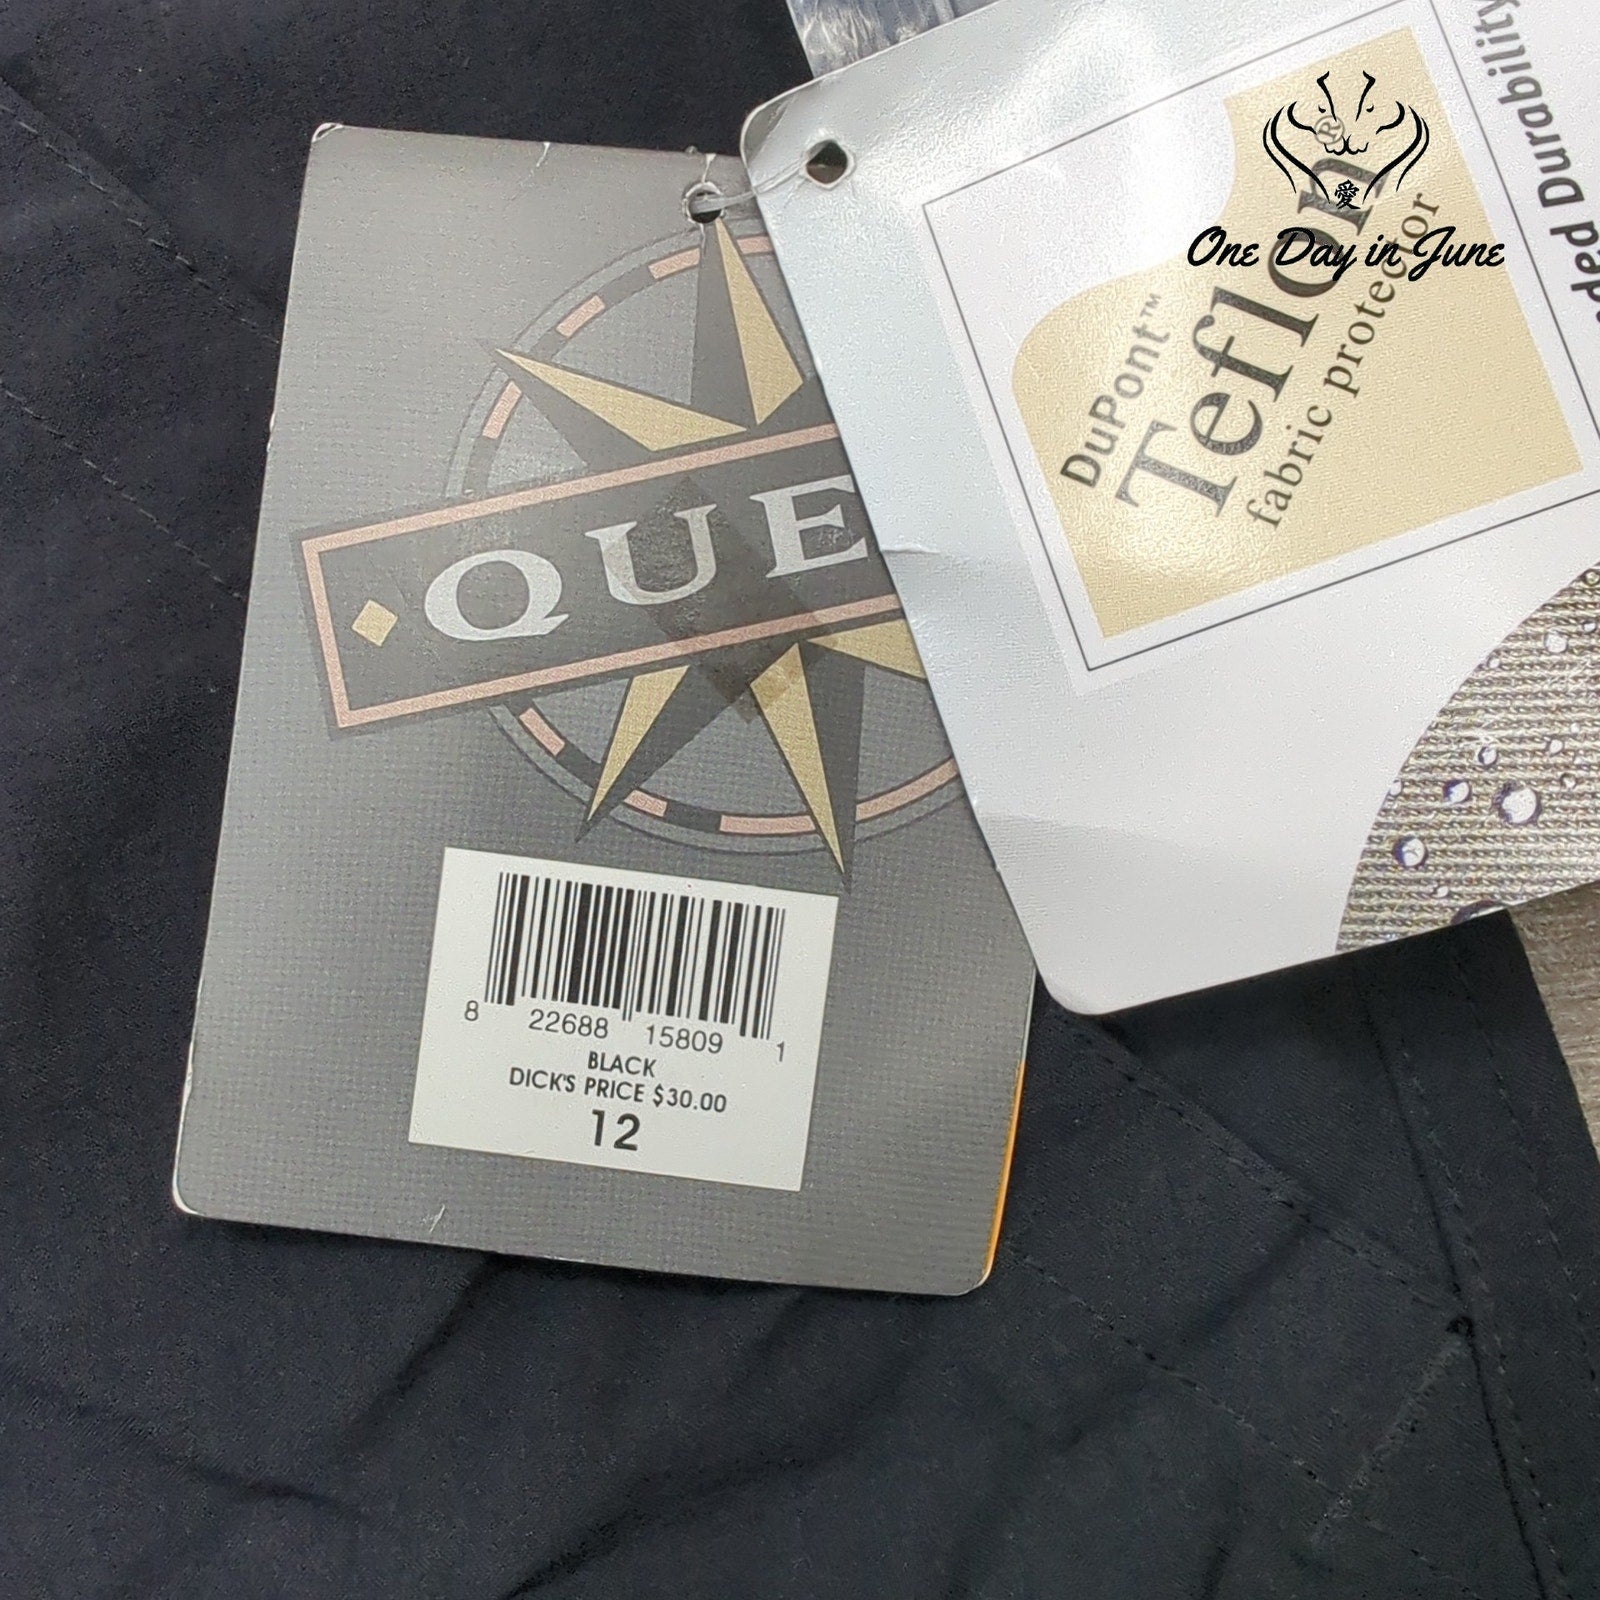 QUE
8 22688 15809 1
BLACK
DICK'S PRICE $30.00
12
DuPont™
Teflon®
fabric protector
Durability
愛
One Day in June